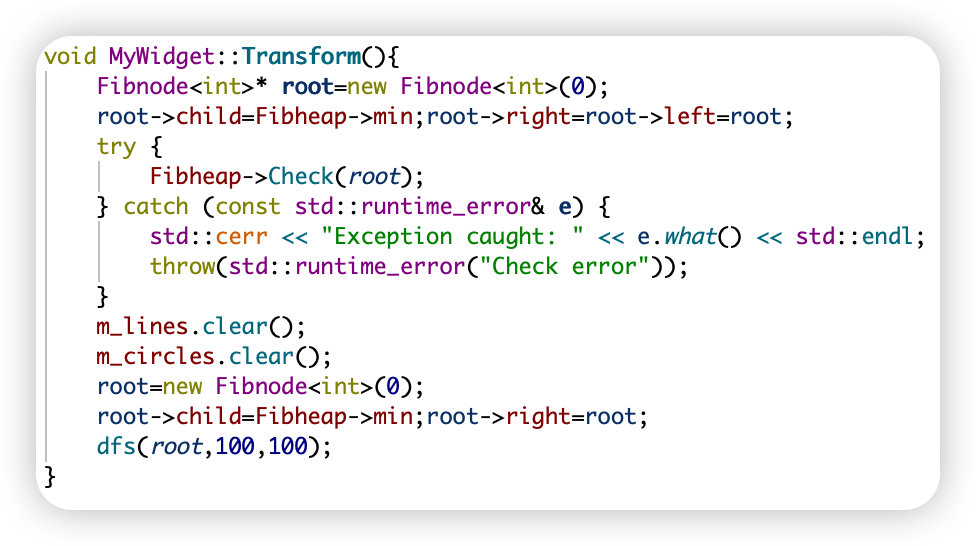 void MyWidget::Transform(){
    Fibnode<int>* root=new Fibnode<int>(0);
    root->child=Fibheap->min;root->right=root->left=root;
    try {
        Fibheap->Check(root);
    } catch (const std::runtime_error& e) {
        std::cerr << "Exception caught: " << e.what() << std::endl;
        throw(std::runtime_error("Check error"));
    }
    m_lines.clear();
    m_circles.clear();
    root=new Fibnode<int>(0);
    root->child=Fibheap->min;root->right=root;
    dfs(root,100,100);
}